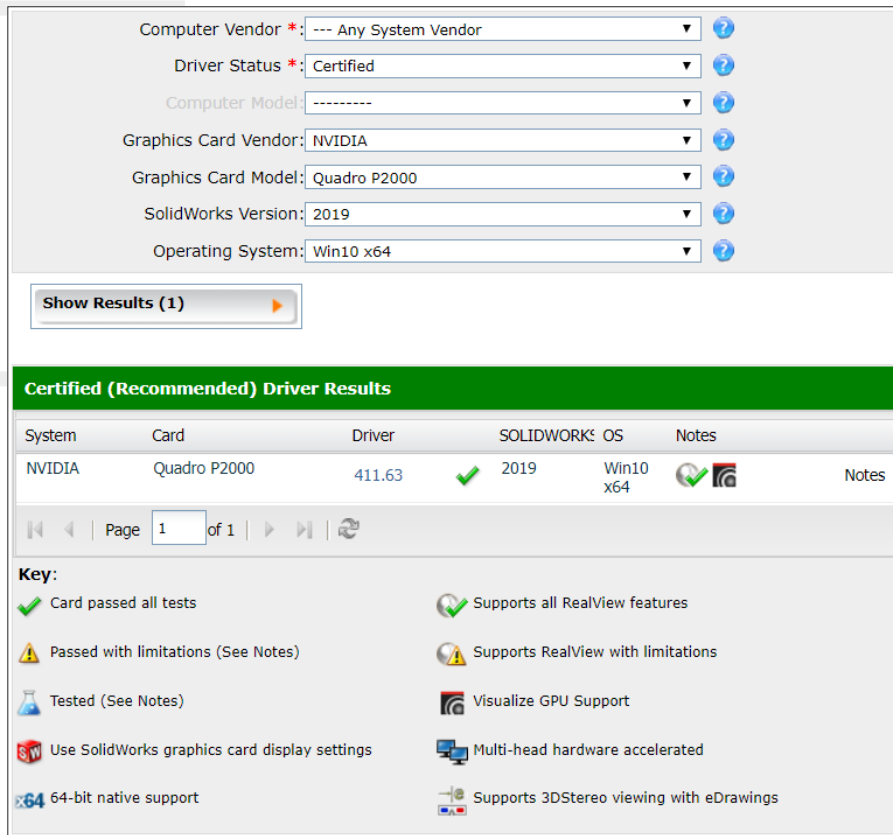 Computer Vendor *: --- Any System Vendor
Driver Status *: Certified
Computer Model: ---------
Graphics Card Vendor: NVIDIA
Graphics Card Model: Quadro P2000
SolidWorks Version: 2019
Operating System: Win10 x64
Show Results (1)
Certified (Recommended) Driver Results
System Card Driver SOLIDWORKS OS Notes
NVIDIA Quadro P2000 411.63 2019 Win10 x64 Notes
Page 1 of 1
Key:
Card passed all tests Supports all RealView features
Passed with limitations (See Notes) Supports RealView with limitations
Tested (See Notes) Visualize GPU Support
SW Use SolidWorks graphics card display settings Multi-head hardware accelerated
x64 64-bit native support Supports 3DStereo viewing with eDrawings